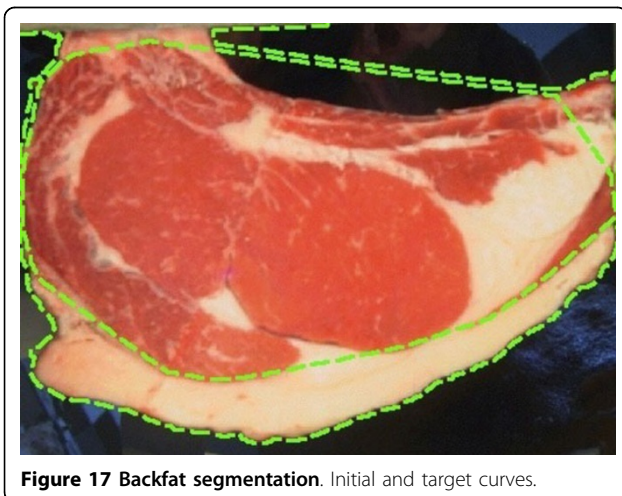 Figure 17 Backfat segmentation. Initial and target curves.